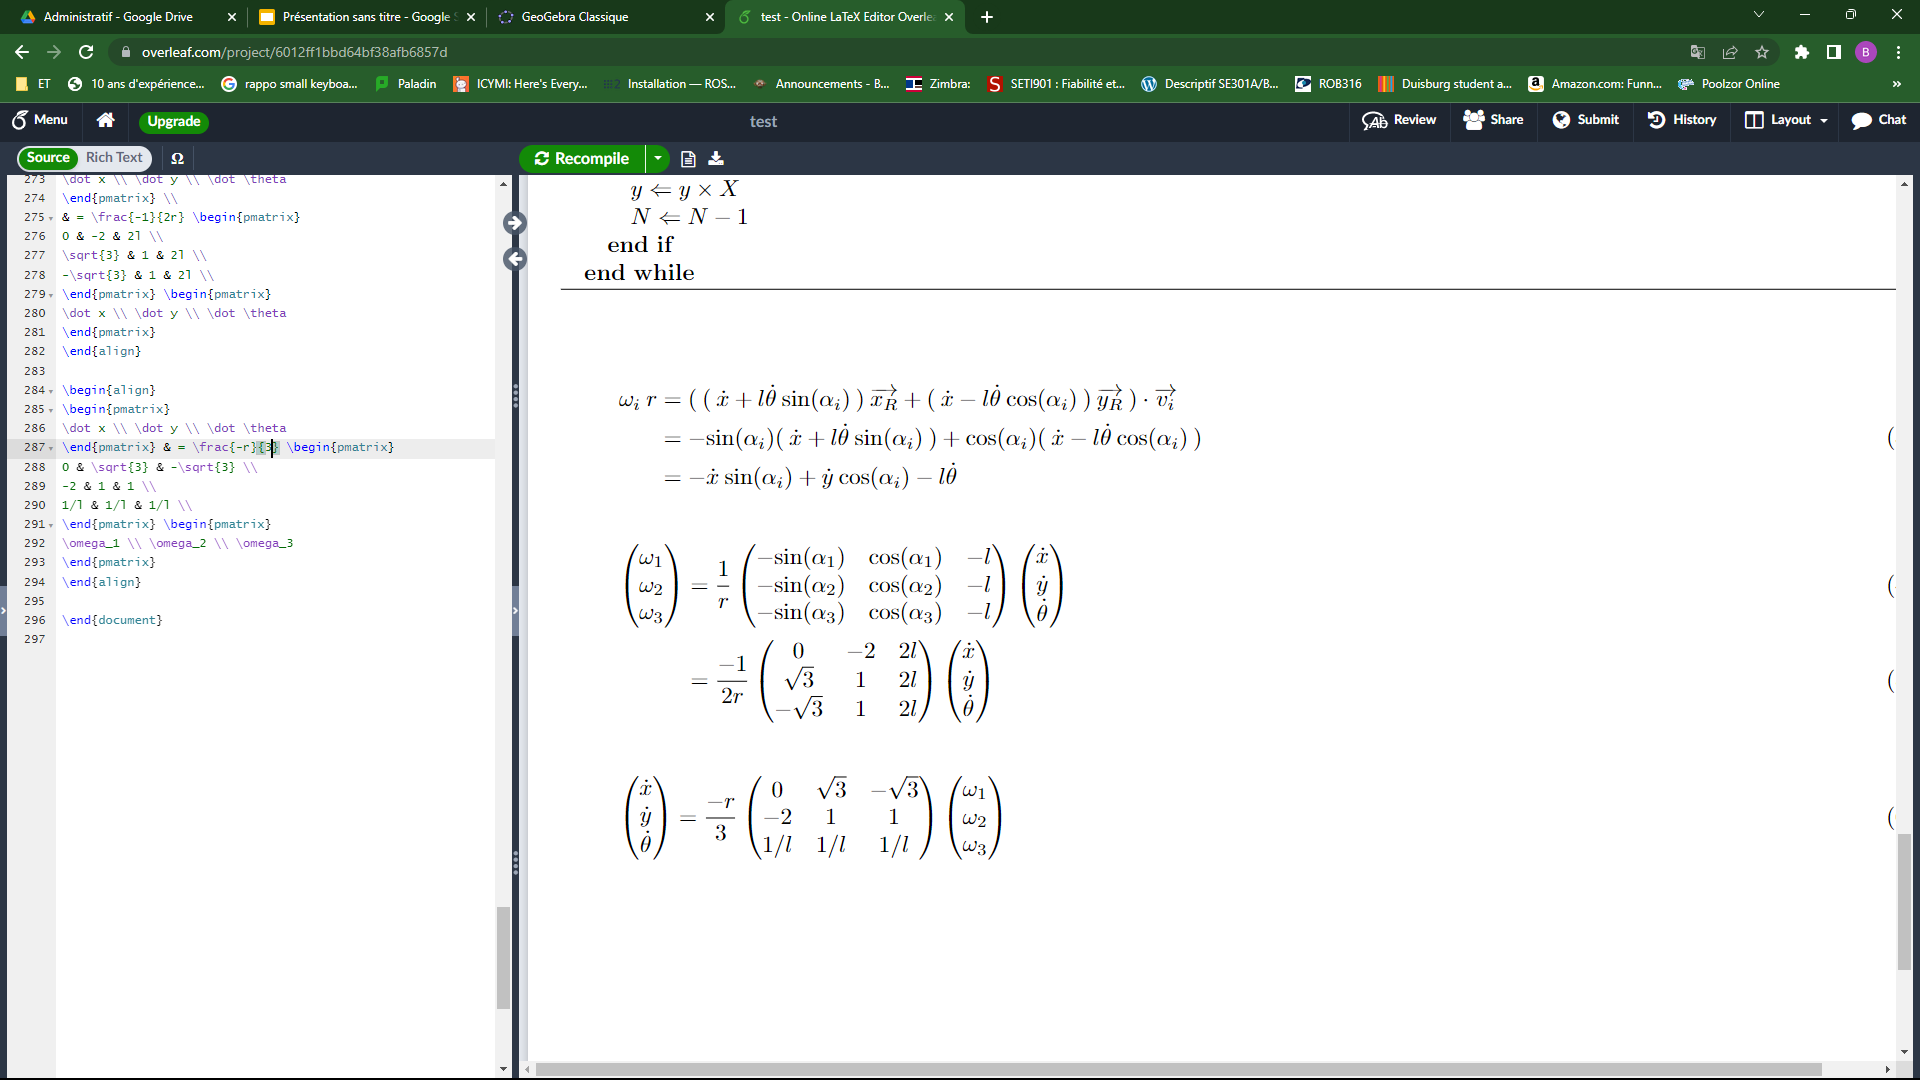 Administratif - Google Drive
Présentation sans titre - Google S
GeoGebra Classique
test - Online LaTeX Editor Overle
overleaf.com/project/6012ff1bbd64bf38afb6857d
B
ET
10 ans d'expérience...
rappo small keyboa...
Paladin
ICYMI: Here's Every...
Installation — ROS...
Announcements - B...
Zimbra:
SETI901 : Fiabilité et...
Descriptif SE301A/B...
ROB316
Duisburg student a...
Amazon.com: Funn...
Poolzor Online
»
Menu
Upgrade
test
Review
Share
Submit
History
Layout
Chat
Source
Rich Text
Ω
Recompile
273 \dot x \\ \dot y \\ \dot \theta
274 \end{pmatrix} \\
275 & = \frac{-1}{2r} \begin{pmatrix}
276 0 & -2 & 2l \\
277 \sqrt{3} & 1 & 2l \\
278 -\sqrt{3} & 1 & 2l \\
279 \end{pmatrix} \begin{pmatrix}
280 \dot x \\ \dot y \\ \dot \theta
281 \end{pmatrix}
282 \end{align}
283
284 \begin{align}
285 \begin{pmatrix}
286 \dot x \\ \dot y \\ \dot \theta
287 \end{pmatrix} & = \frac{-r}{3} \begin{pmatrix}
288 0 & \sqrt{3} & -\sqrt{3} \\
289 -2 & 1 & 1 \\
290 1/l & 1/l & 1/l \\
291 \end{pmatrix} \begin{pmatrix}
292 \omega_1 \\ \omega_2 \\ \omega_3
293 \end{pmatrix}
294 \end{align}
295
296 \end{document}
297
y ⇐ y × X
N ⇐ N − 1
end if
end while
ωᵢ r = ( ( ẋ + lθ̇ sin(αᵢ) ) x⃗_R + ( ẋ − lθ̇ cos(αᵢ) ) y⃗_R ) · v⃗ᵢ
= −sin(αᵢ)( ẋ + lθ̇ sin(αᵢ) ) + cos(αᵢ)( ẋ − lθ̇ cos(αᵢ) )
= −ẋ sin(αᵢ) + ẏ cos(αᵢ) − lθ̇
(ω₁ ω₂ ω₃) = 1/r (−sin(α₁) cos(α₁) −l
−sin(α₂) cos(α₂) −l
−sin(α₃) cos(α₃) −l) (ẋ ẏ θ̇)
= −1/2r (0 −2 2l
√3 1 2l
−√3 1 2l) (ẋ ẏ θ̇)
(ẋ ẏ θ̇) = −r/3 (0 √3 −√3
−2 1 1
1/l 1/l 1/l) (ω₁ ω₂ ω₃)